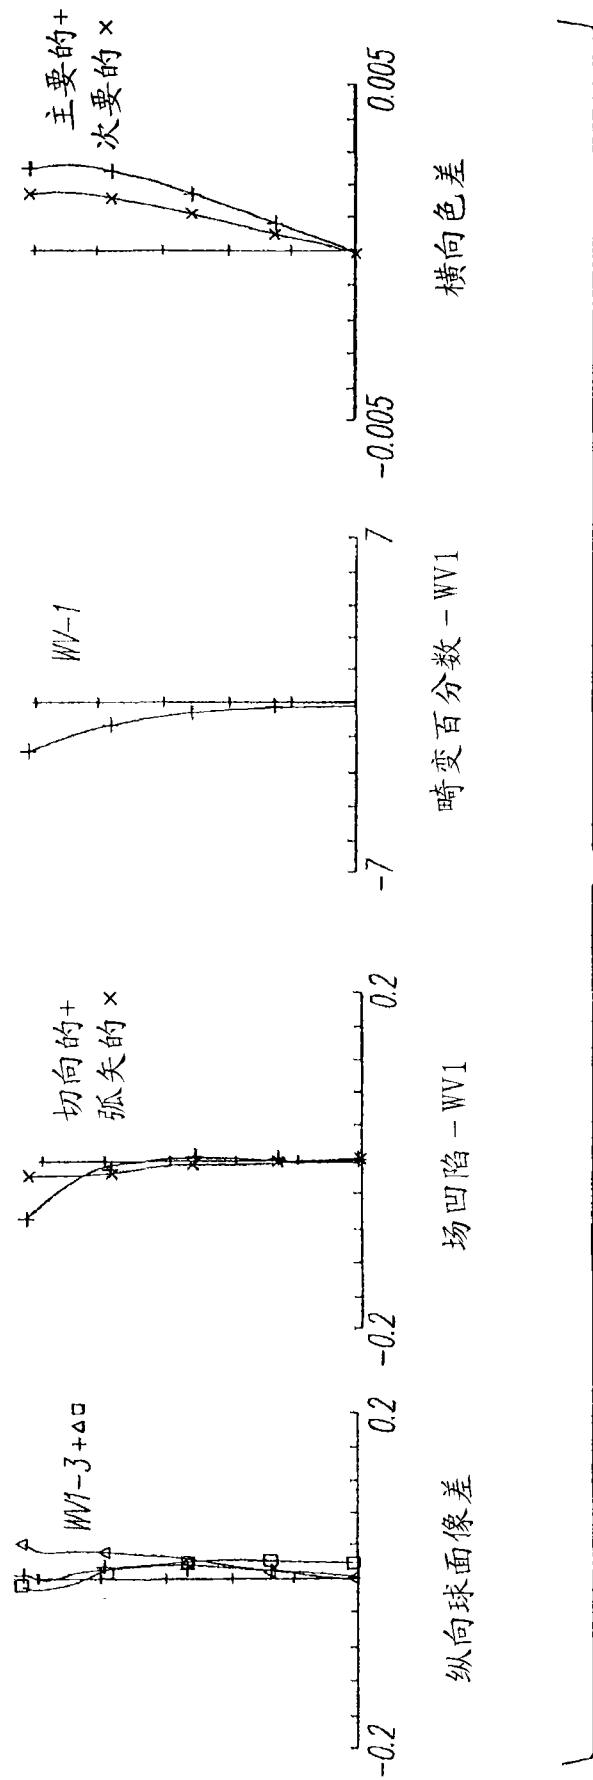 WV1-3+△□
-0.2
0.2
纵向球面像差
切向的+
弧矢的×
-0.2
0.2
场凹陷-WV1
WV-1
-7
7
畸变百分数-WV1
主要的+
次要的×
-0.005
0.005
横向色差